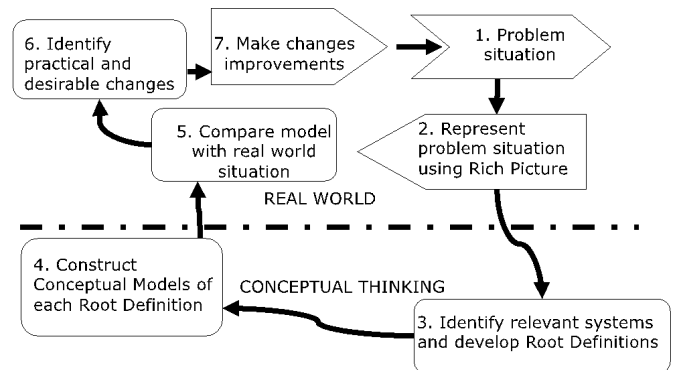 1. Problem
situation
2. Represent
problem situation
using Rich Picture
3. Identify relevant systems
and develop Root Definitions
4. Construct
Conceptual Models of
each Root Definition
5. Compare model
with real world
situation
6. Identify
practical and
desirable changes
7. Make changes
improvements
REAL WORLD
CONCEPTUAL THINKING